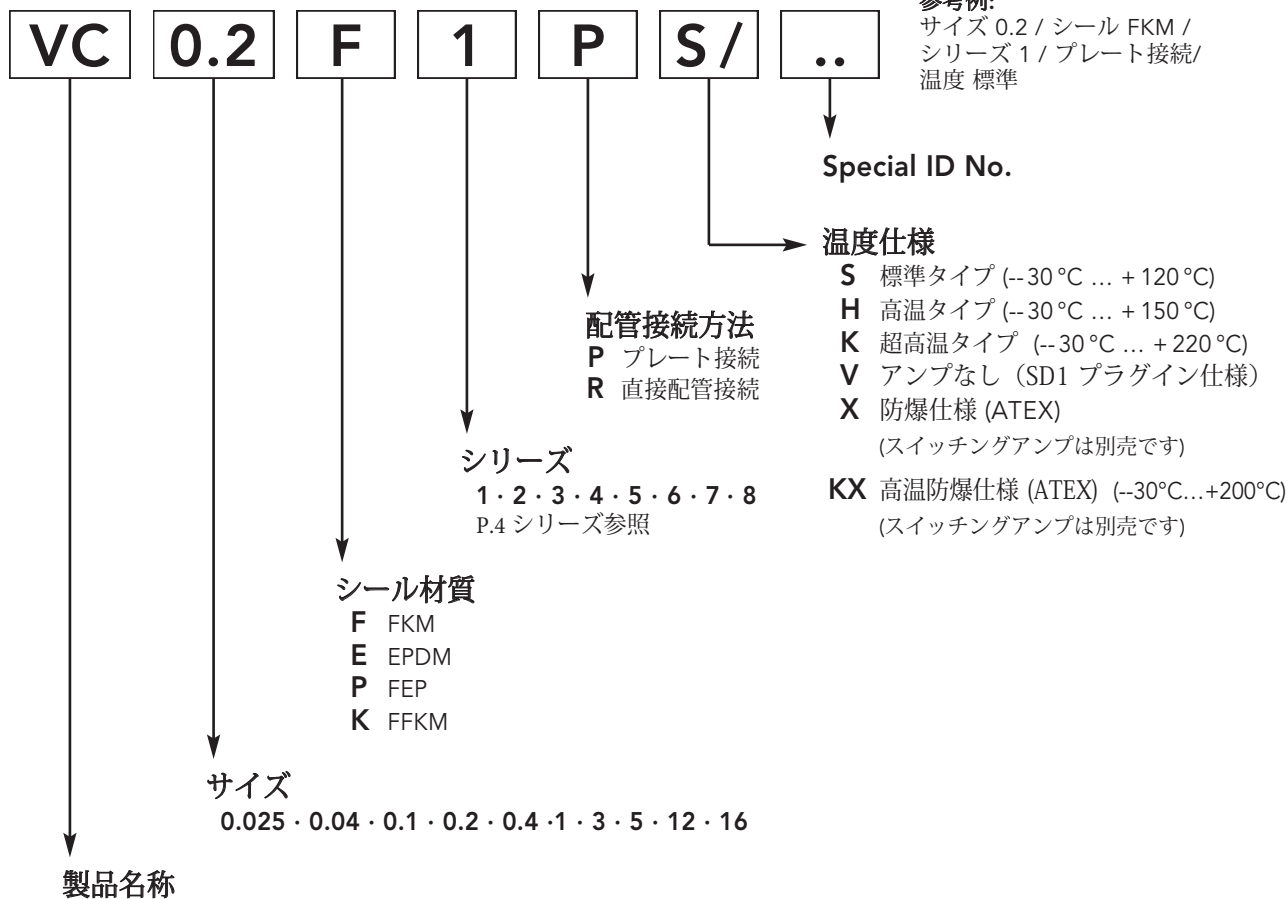 参考例:
サイズ 0.2 / シール FKM /
シリーズ 1 / プレート接続/
温度 標準
VC 0.2 F 1 P S/ ..
Special ID No.
温度仕様
S 標準タイプ (--30 °C … + 120 °C)
H 高温タイプ (--30 °C … + 150 °C)
K 超高温タイプ (--30 °C … + 220 °C)
V アンプなし（SD1 プラグイン仕様）
X 防爆仕様 (ATEX)
(スイッチングアンプは別売です)
KX 高温防爆仕様 (ATEX) (--30°C…+200°C)
(スイッチングアンプは別売です)
配管接続方法
P プレート接続
R 直接配管接続
シリーズ
1 · 2 · 3 · 4 · 5 · 6 · 7 · 8
P.4 シリーズ参照
シール材質
F FKM
E EPDM
P FEP
K FFKM
サイズ
0.025 · 0.04 · 0.1 · 0.2 · 0.4 ·1 · 3 · 5 · 12 · 16
製品名称